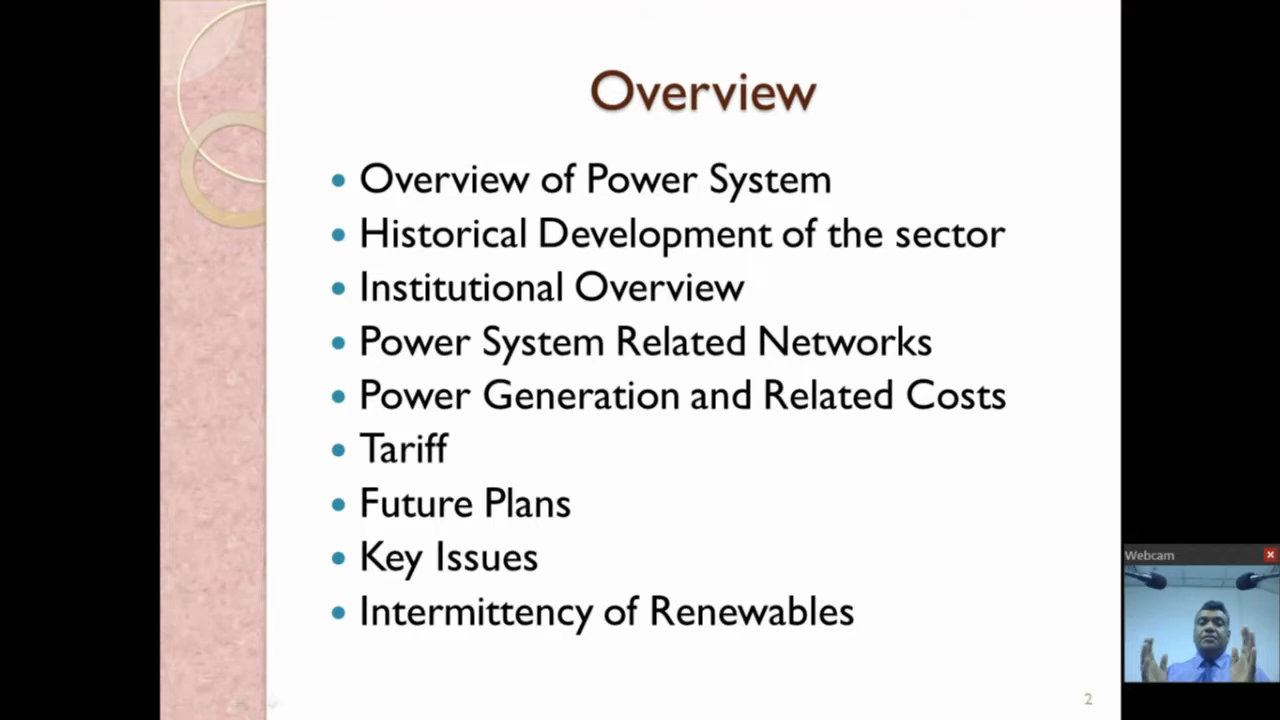 Overview
• Overview of Power System
• Historical Development of the sector
• Institutional Overview
• Power System Related Networks
• Power Generation and Related Costs
• Tariff
• Future Plans
• Key Issues
• Intermittency of Renewables
2
Webcam